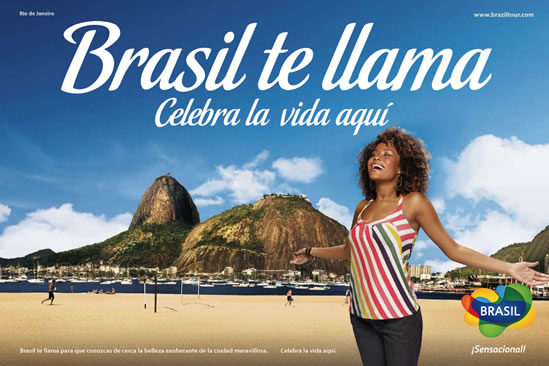 Rio de Janeiro
www.braziltour.com
Brasil te llama
Celebra la vida aquí
BRASIL
¡Sensacional!
Brasil te llama para que conozcas de cerca la belleza exuberante de la ciudad maravillosa. Celebra la vida aquí.